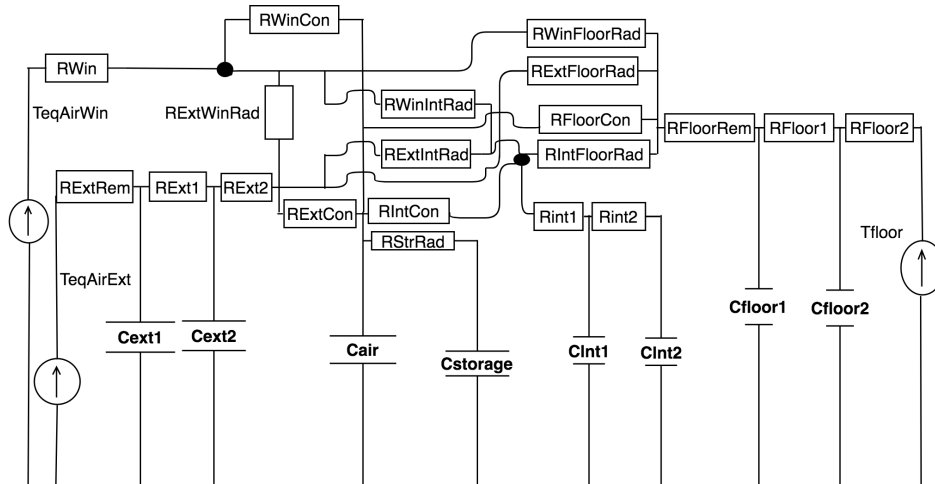 RWinCon
RWinFloorRad
RWin
RExtFloorRad
TeqAirWin
RExtWinRad
RWinIntRad
RFloorCon
RFloorRem
RFloor1
RFloor2
RExtIntRad
RIntFloorRad
RExtRem
RExt1
RExt2
RExtCon
RIntCon
Rint1
Rint2
RStrRad
Tfloor
TeqAirExt
Cfloor1
Cfloor2
Cext1
Cext2
Cair
CInt1
CInt2
Cstorage